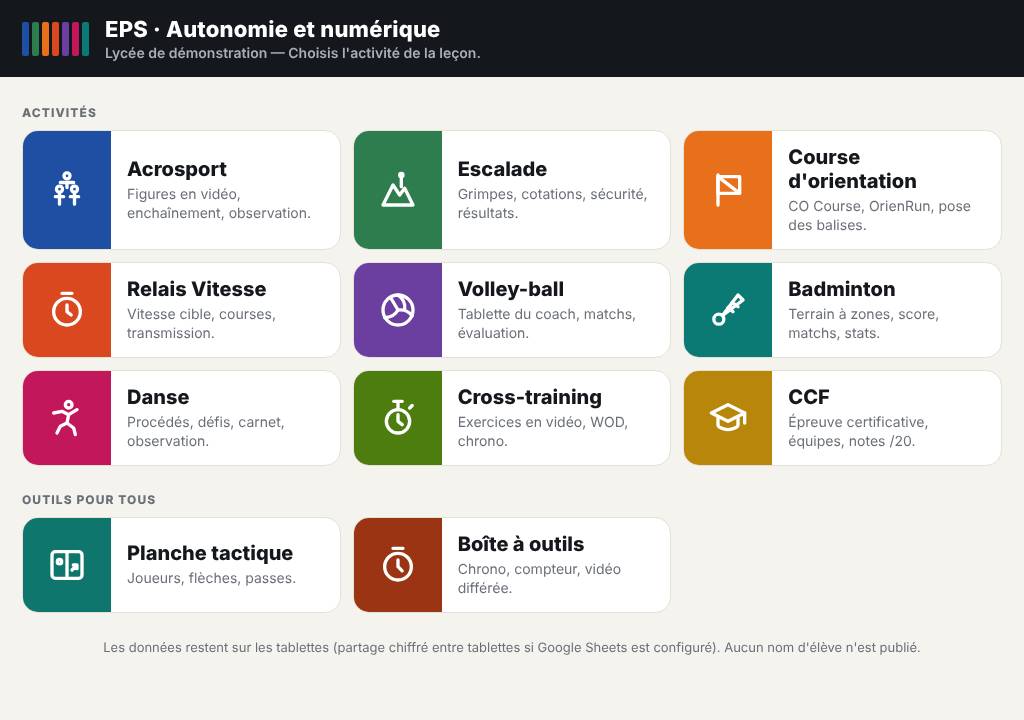 EPS · Autonomie et numérique
Lycée de démonstration — Choisis l'activité de la leçon.
ACTIVITÉS
Acrosport
Figures en vidéo,
enchaînement, observation.
Escalade
Grimpes, cotations, sécurité,
résultats.
Course
d'orientation
CO Course, OrienRun, pose
des balises.
Relais Vitesse
Vitesse cible, courses,
transmission.
Volley-ball
Tablette du coach, matchs,
évaluation.
Badminton
Terrain à zones, score,
matchs, stats.
Danse
Procédés, défis, carnet,
observation.
Cross-training
Exercices en vidéo, WOD,
chrono.
CCF
Épreuve certificative,
équipes, notes /20.
OUTILS POUR TOUS
Planche tactique
Joueurs, flèches, passes.
Boîte à outils
Chrono, compteur, vidéo
différée.
Les données restent sur les tablettes (partage chiffré entre tablettes si Google Sheets est configuré). Aucun nom d'élève n'est publié.